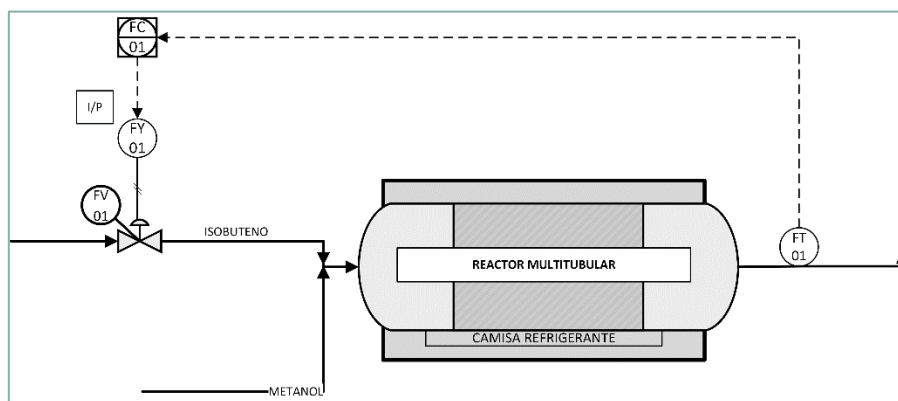 FC
01
I/P
FY
01
FV
01
ISOBUTENO
REACTOR MULTITUBULAR
FT
01
CAMISA REFRIGERANTE
METANOL